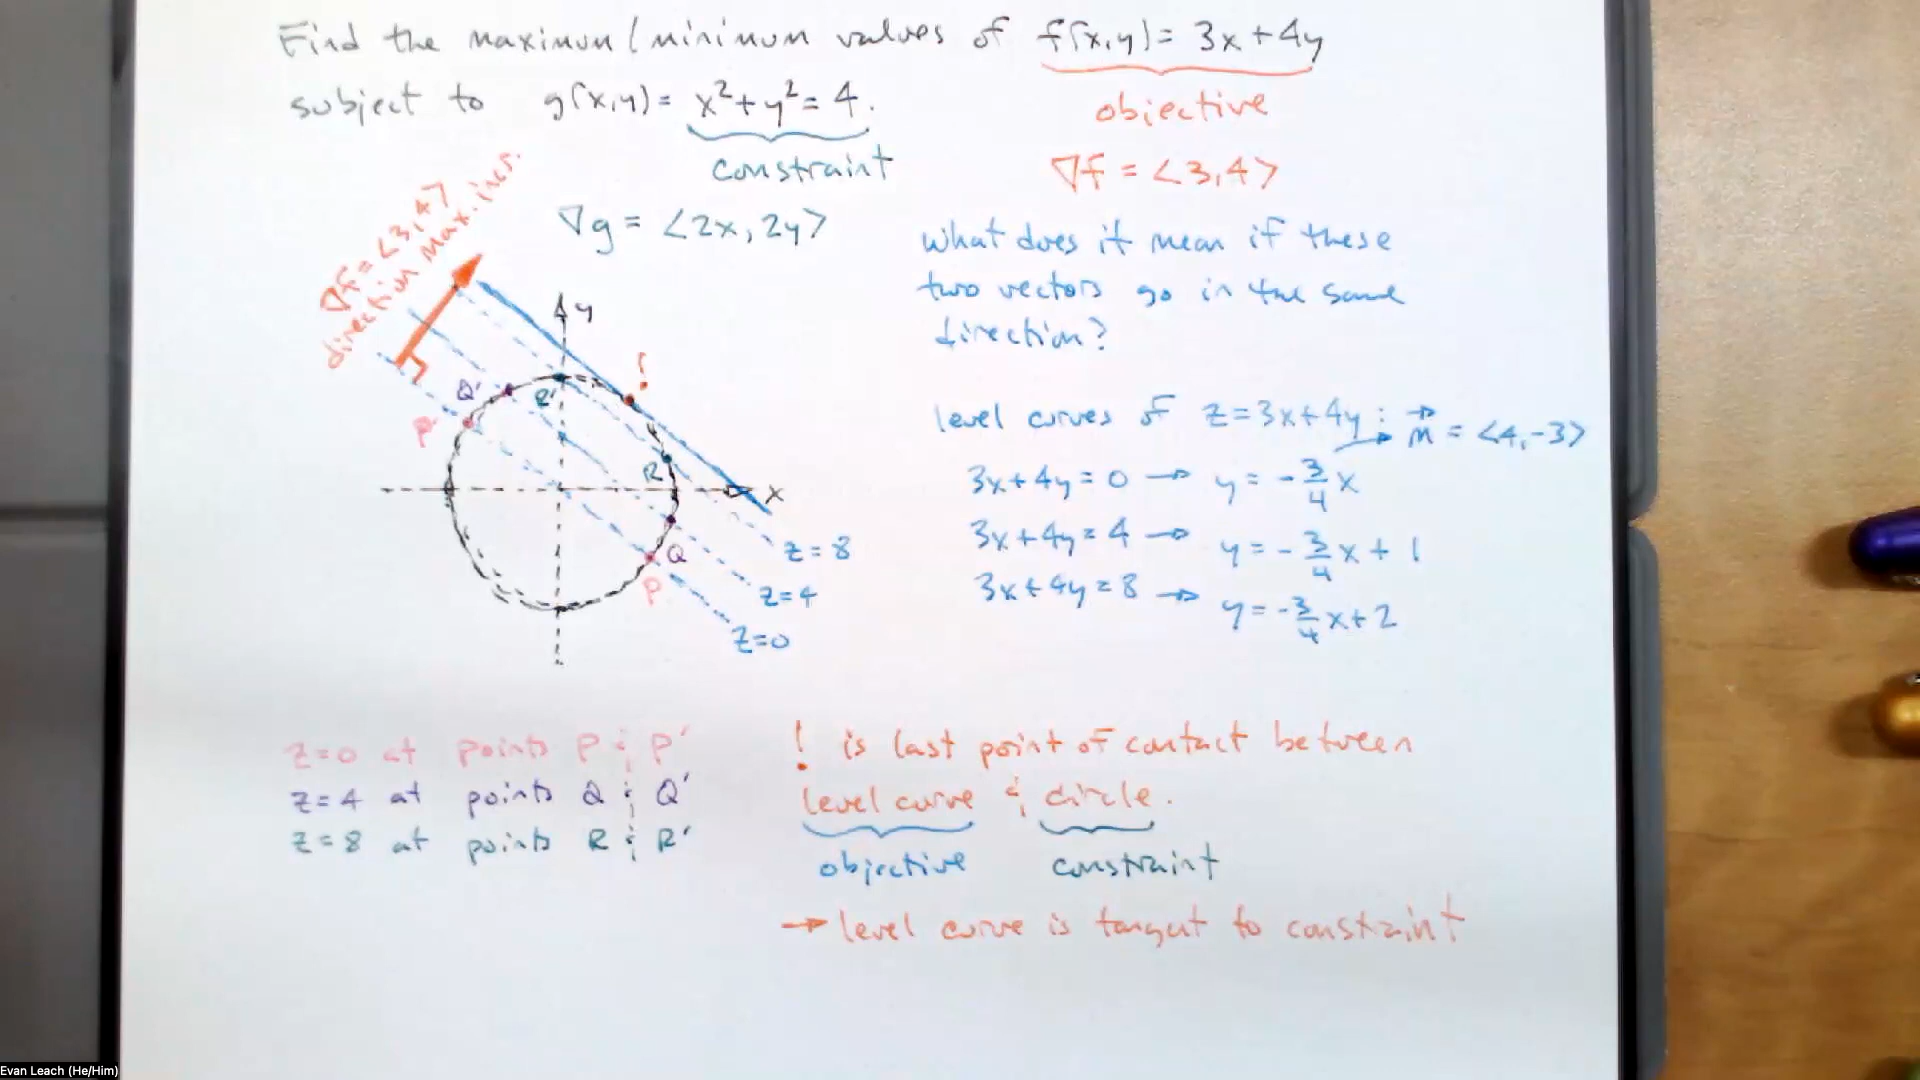 Find the maximum/minimum values of f(x,y)= 3x+4y
subject to g(x,y)= x²+y²= 4.
objective
constraint
∇f = <3,4>
∇g = <2x, 2y>
What does it mean if these
two vectors go in the same
direction?
∇f = <3,4>
direction max. incr.
y
x
!
Q'
R'
P'
R
Q
P
z=8
z=4
z=0
level curves of z=3x+4y: → m⃗ = <4,-3>
3x+4y=0 → y= -3/4 x
3x+4y=4 → y= -3/4 x + 1
3x+4y=8 → y= -3/4 x+2
z=0 at points P & P'
z=4 at points Q & Q'
z=8 at points R & R'
! is last point of contact between
level curve & circle.
objective constraint
→ level curve is tangent to constraint
Evan Leach (He/Him)